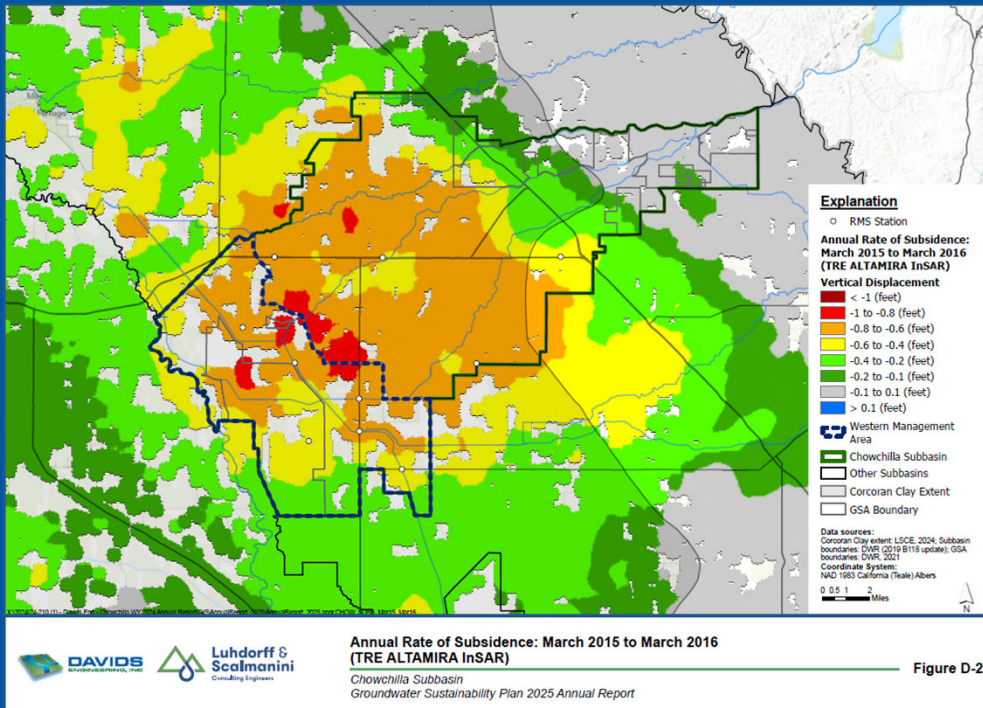 Explanation
RMS Station
Annual Rate of Subsidence:
March 2015 to March 2016
(TRE ALTAMIRA InSAR)
Vertical Displacement
< -1 (feet)
-1 to -0.8 (feet)
-0.8 to -0.6 (feet)
-0.6 to -0.4 (feet)
-0.4 to -0.2 (feet)
-0.2 to -0.1 (feet)
-0.1 to 0.1 (feet)
> 0.1 (feet)
Western Management
Area
Chowchilla Subbasin
Other Subbasins
Corcoran Clay Extent
GSA Boundary
Data sources:
Corcoran Clay extent: LSCE, 2024; Subbasin
boundaries: DWR (2019 B118 update); GSA
boundaries: DWR, 2021
Coordinate System:
NAD 1983 California (Teale) Albers
0 0.5 1 2
Miles
N
DAVIDS
ENGINEERING, INC
Luhdorff &
Scalmanini
Consulting Engineers
Annual Rate of Subsidence: March 2015 to March 2016
(TRE ALTAMIRA InSAR)
Chowchilla Subbasin
Groundwater Sustainability Plan 2025 Annual Report
Figure D-2